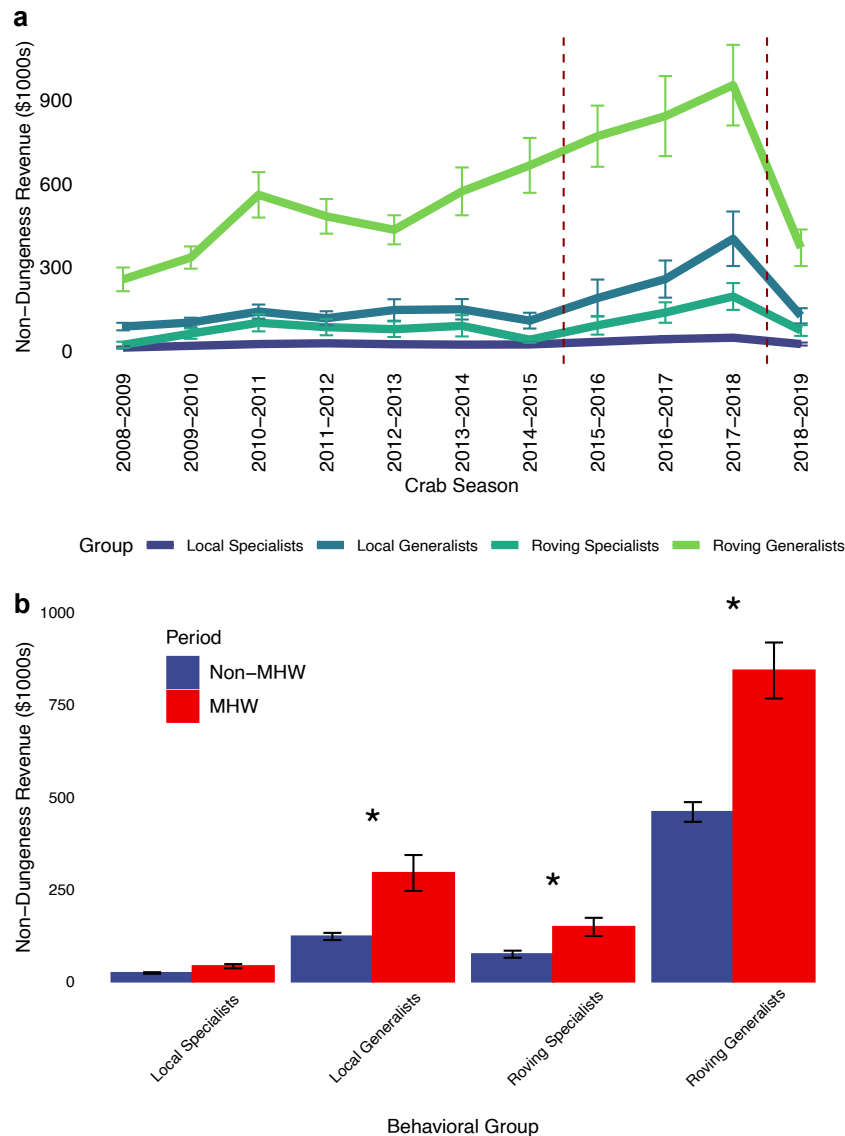 a
Non−Dungeness Revenue ($1000s)
900
600
300
0
2008−2009
2009−2010
2010−2011
2011−2012
2012−2013
2013−2014
2014−2015
2015−2016
2016−2017
2017−2018
2018−2019
Crab Season
Group Local Specialists Local Generalists Roving Specialists Roving Generalists
b
Non−Dungeness Revenue ($1000s)
1000
750
500
250
0
Period
Non−MHW
MHW
*
*
*
Local Specialists
Local Generalists
Roving Specialists
Roving Generalists
Behavioral Group